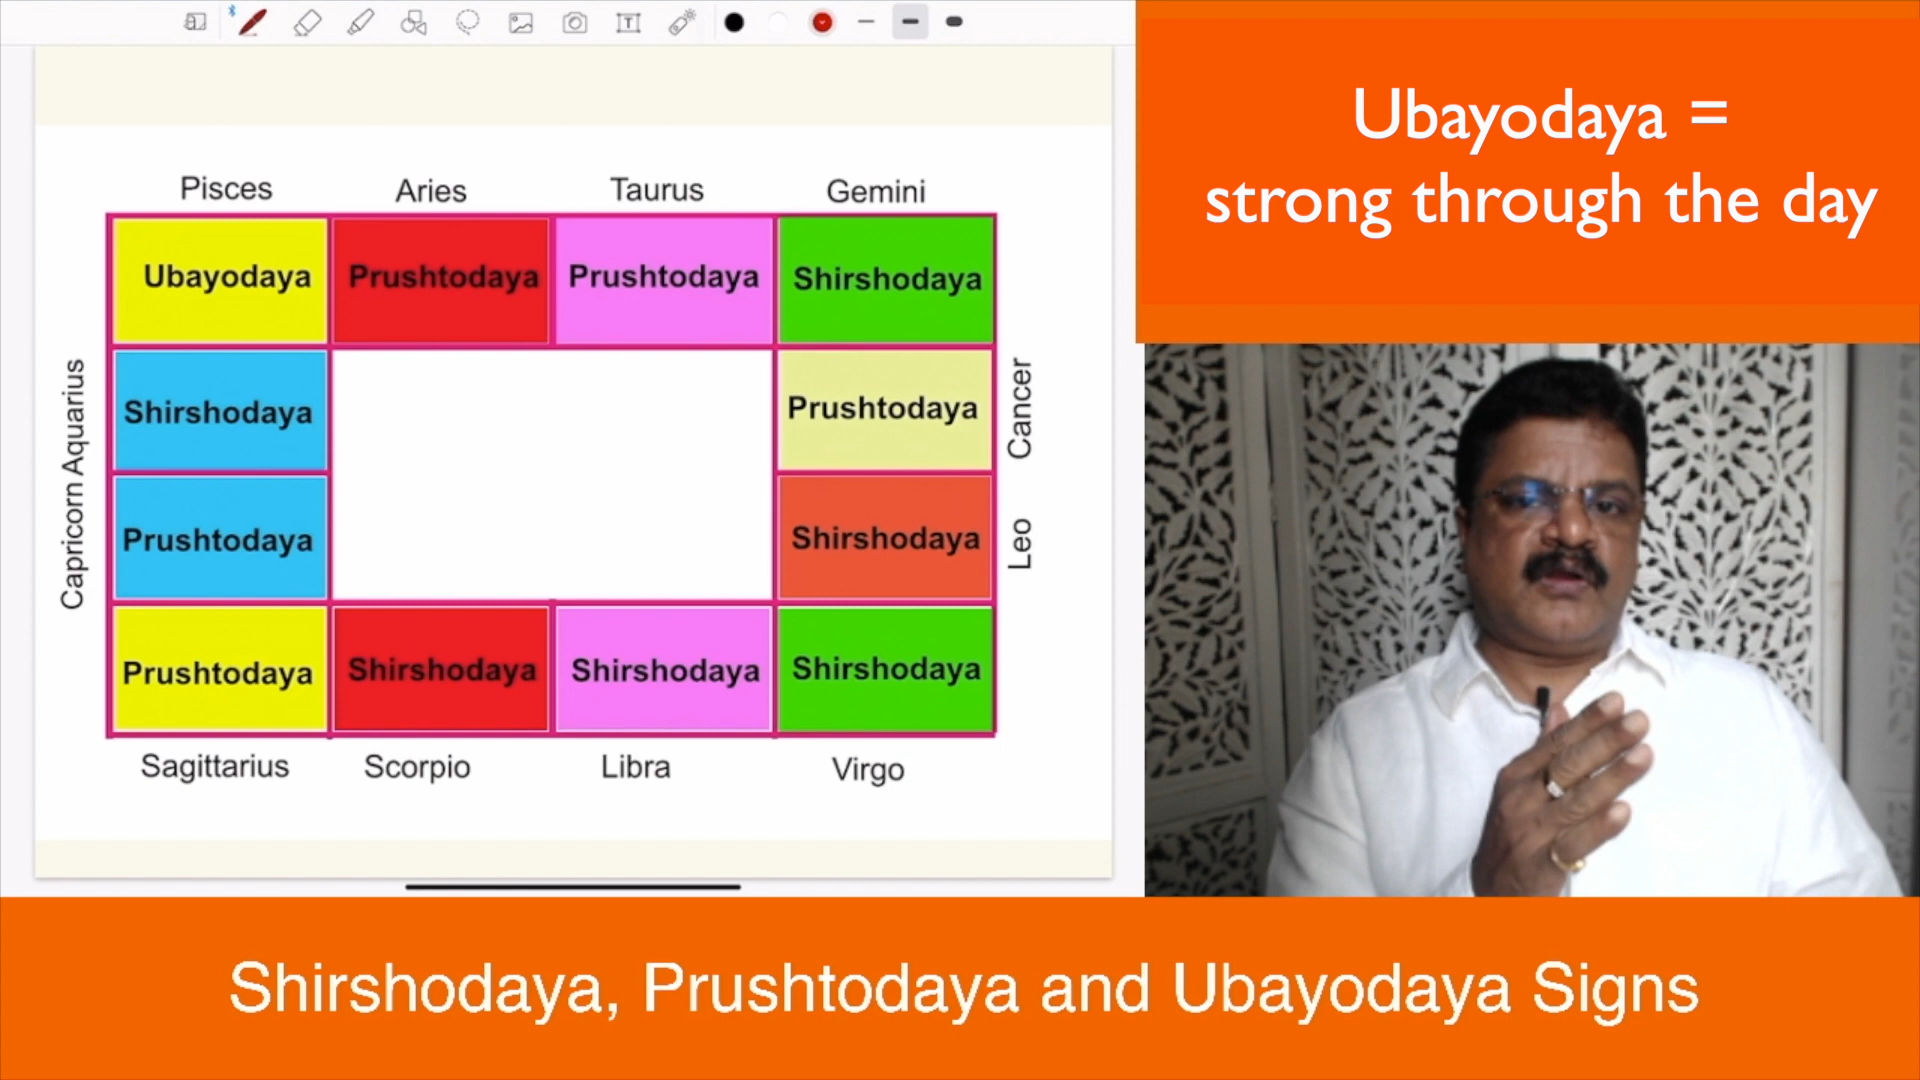 Ubayodaya =
strong through the day
Pisces Aries Taurus Gemini
Ubayodaya Prushtodaya Prushtodaya Shirshodaya
Capricorn Aquarius
Shirshodaya Prushtodaya
Cancer
Prushtodaya Shirshodaya
Leo
Prushtodaya Shirshodaya Shirshodaya Shirshodaya
Sagittarius Scorpio Libra Virgo
Shirshodaya, Prushtodaya and Ubayodaya Signs